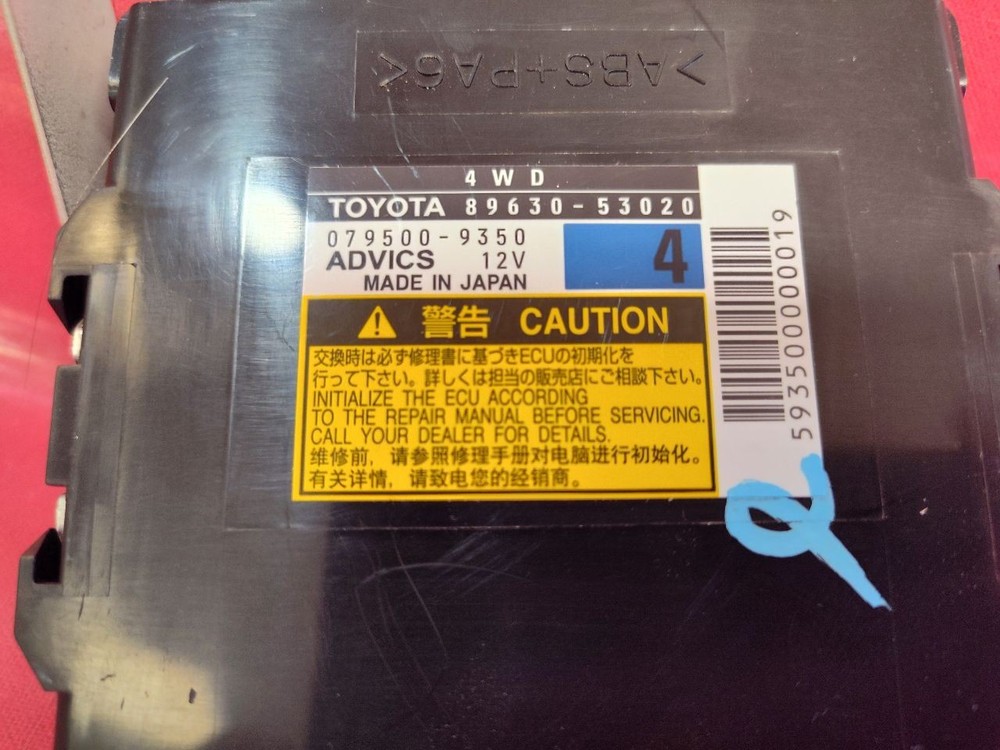 >ABS+PA6<
4WD
TOYOTA 89630-53020
079500-9350
4
ADVICS 12V
MADE IN JAPAN
警告 CAUTION
交換時は必ず修理書に基づきECUの初期化を
行って下さい。詳しくは担当の販売店にご相談下さい。
INITIALIZE THE ECU ACCORDING
TO THE REPAIR MANUAL BEFORE SERVICING.
CALL YOUR DEALER FOR DETAILS.
维修前，请参照修理手册对电脑进行初始化。
有关详情，请致电您的经销商。
5935000000019